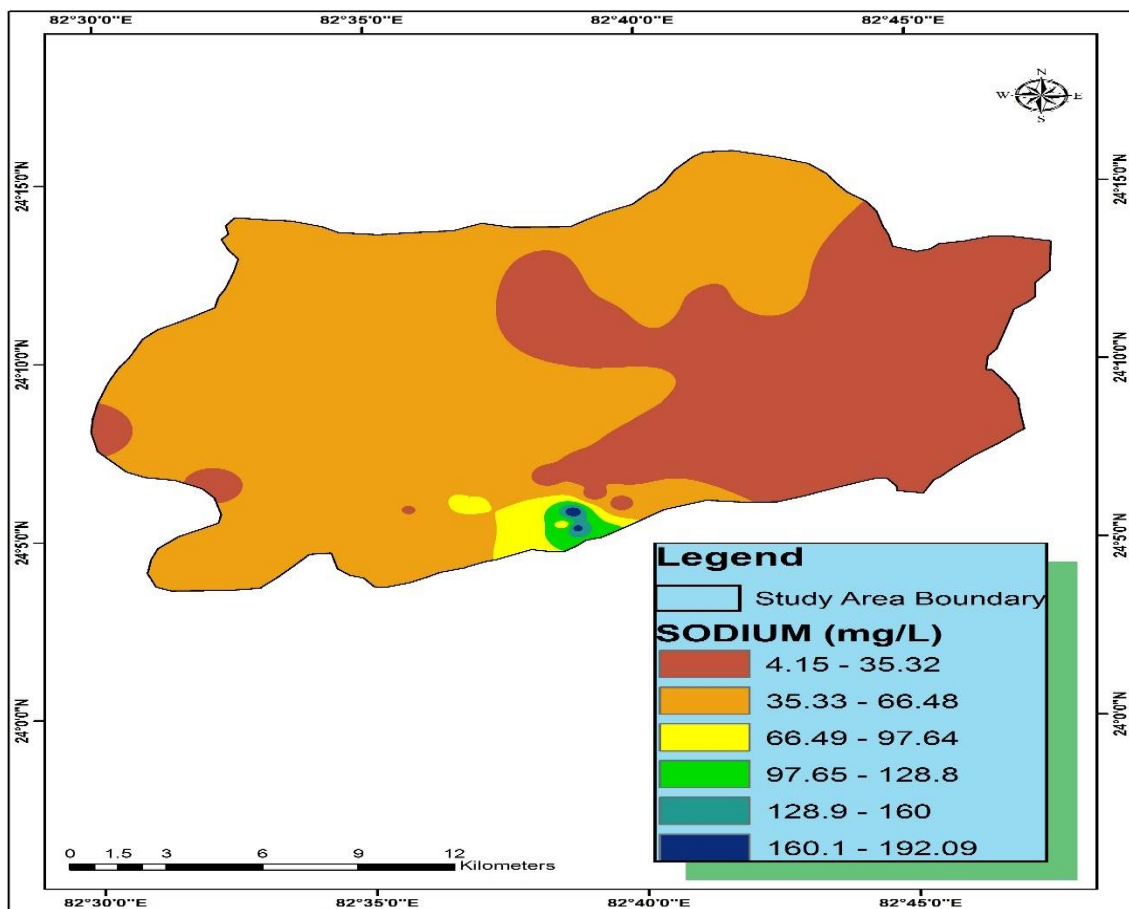 82°30'0"E 82°35'0"E 82°40'0"E 82°45'0"E
N
W E
S
24°15'0"N 24°15'0"N
24°10'0"N 24°10'0"N
24°5'0"N 24°5'0"N
24°0'0"N 24°0'0"N
Legend
Study Area Boundary
SODIUM (mg/L)
4.15 - 35.32
35.33 - 66.48
66.49 - 97.64
97.65 - 128.8
128.9 - 160
160.1 - 192.09
0 1.5 3 6 9 12
Kilometers
82°30'0"E 82°35'0"E 82°40'0"E 82°45'0"E